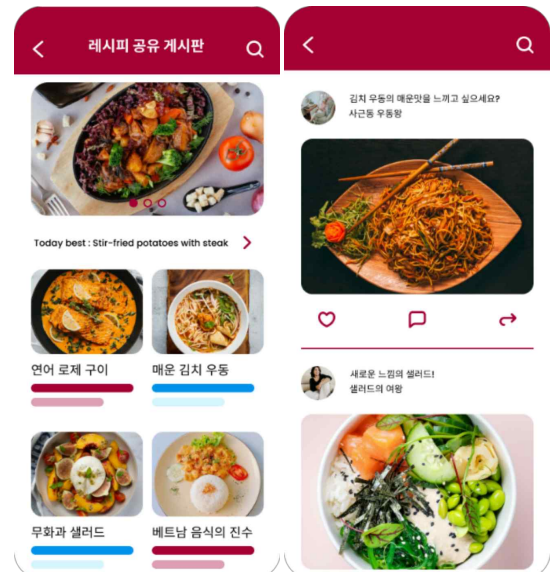 레시피 공유 게시판
Today best : Stir-fried potatoes with steak
연어 로제 구이
매운 김치 우동
무화과 샐러드
베트남 음식의 진수
김치 우동의 매운맛을 느끼고 싶으세요?
사근동 우동왕
새로운 느낌의 샐러드!
샐러드의 여왕